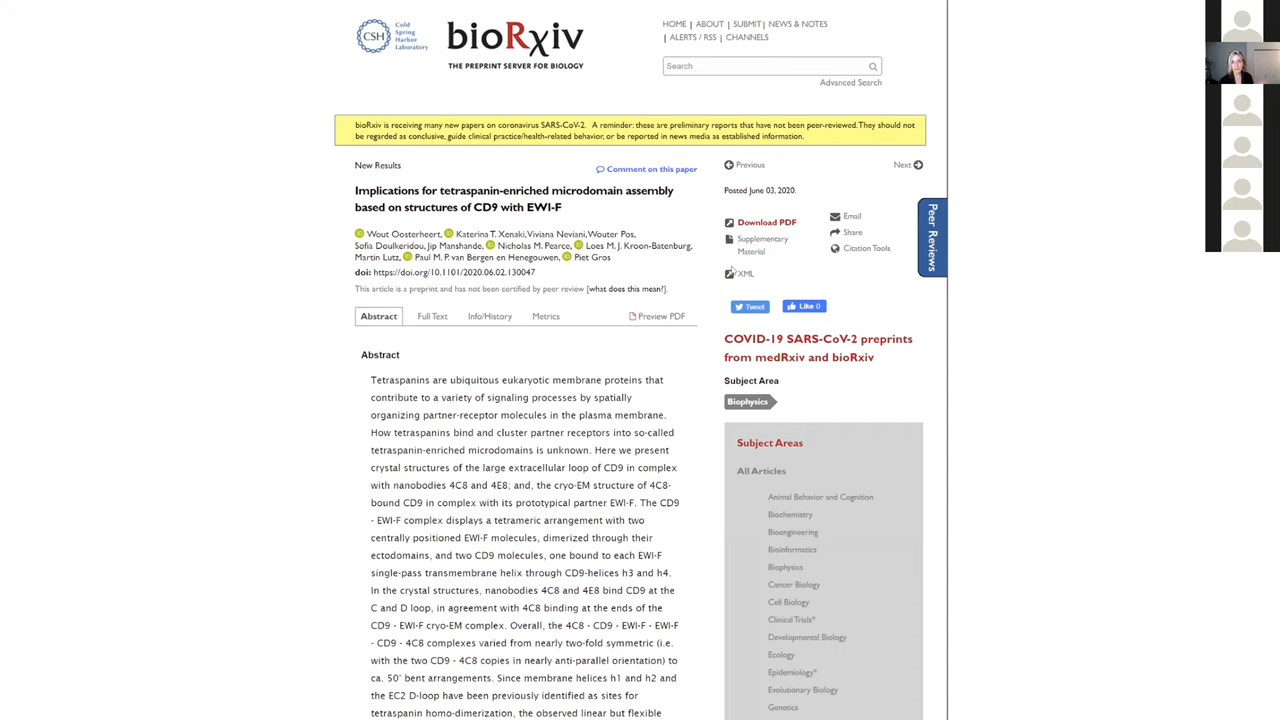 CSH
Cold
Spring
Harbor
Laboratory
bioRxiv
THE PREPRINT SERVER FOR BIOLOGY
HOME | ABOUT | SUBMIT | NEWS & NOTES
| ALERTS / RSS | CHANNELS
Search
Advanced Search
bioRxiv is receiving many new papers on coronavirus SARS-CoV-2. A reminder: these are preliminary reports that have not been peer-reviewed. They should not
be regarded as conclusive, guide clinical practice/health-related behavior, or be reported in news media as established information.
New Results
Comment on this paper
Implications for tetraspanin-enriched microdomain assembly
based on structures of CD9 with EWI-F
Wout Oosterheert, Katerina T. Xenaki, Viviana Neviani, Wouter Pos,
Sofia Doulkeridou, Jip Manshande, Nicholas M. Pearce, Loes M. J. Kroon-Batenburg,
Martin Lutz, Paul M. P. van Bergen en Henegouwen, Piet Gros
doi: https://doi.org/10.1101/2020.06.02.130047
This article is a preprint and has not been certified by peer review [what does this mean?].
Abstract
Full Text
Info/History
Metrics
Preview PDF
Abstract
Tetraspanins are ubiquitous eukaryotic membrane proteins that
contribute to a variety of signaling processes by spatially
organizing partner-receptor molecules in the plasma membrane.
How tetraspanins bind and cluster partner receptors into so-called
tetraspanin-enriched microdomains is unknown. Here we present
crystal structures of the large extracellular loop of CD9 in complex
with nanobodies 4C8 and 4E8; and, the cryo-EM structure of 4C8-
bound CD9 in complex with its prototypical partner EWI-F. The CD9
- EWI-F complex displays a tetrameric arrangement with two
centrally positioned EWI-F molecules, dimerized through their
ectodomains, and two CD9 molecules, one bound to each EWI-F
single-pass transmembrane helix through CD9-helices h3 and h4.
In the crystal structures, nanobodies 4C8 and 4E8 bind CD9 at the
C and D loop, in agreement with 4C8 binding at the ends of the
CD9 - EWI-F cryo-EM complex. Overall, the 4C8 - CD9 - EWI-F - EWI-F
- CD9 - 4C8 complexes varied from nearly two-fold symmetric (i.e.
with the two CD9 - 4C8 copies in nearly anti-parallel orientation) to
ca. 50° bent arrangements. Since membrane helices h1 and h2 and
the EC2 D-loop have been previously identified as sites for
tetraspanin homo-dimerization, the observed linear but flexible
Previous
Next
Posted June 03, 2020.
Download PDF
Supplementary
Material
XML
Email
Share
Citation Tools
Tweet
Like 0
COVID-19 SARS-CoV-2 preprints
from medRxiv and bioRxiv
Subject Area
Biophysics
Subject Areas
All Articles
Animal Behavior and Cognition
Biochemistry
Bioengineering
Bioinformatics
Biophysics
Cancer Biology
Cell Biology
Clinical Trials*
Developmental Biology
Ecology
Epidemiology*
Evolutionary Biology
Genetics
Peer Reviews